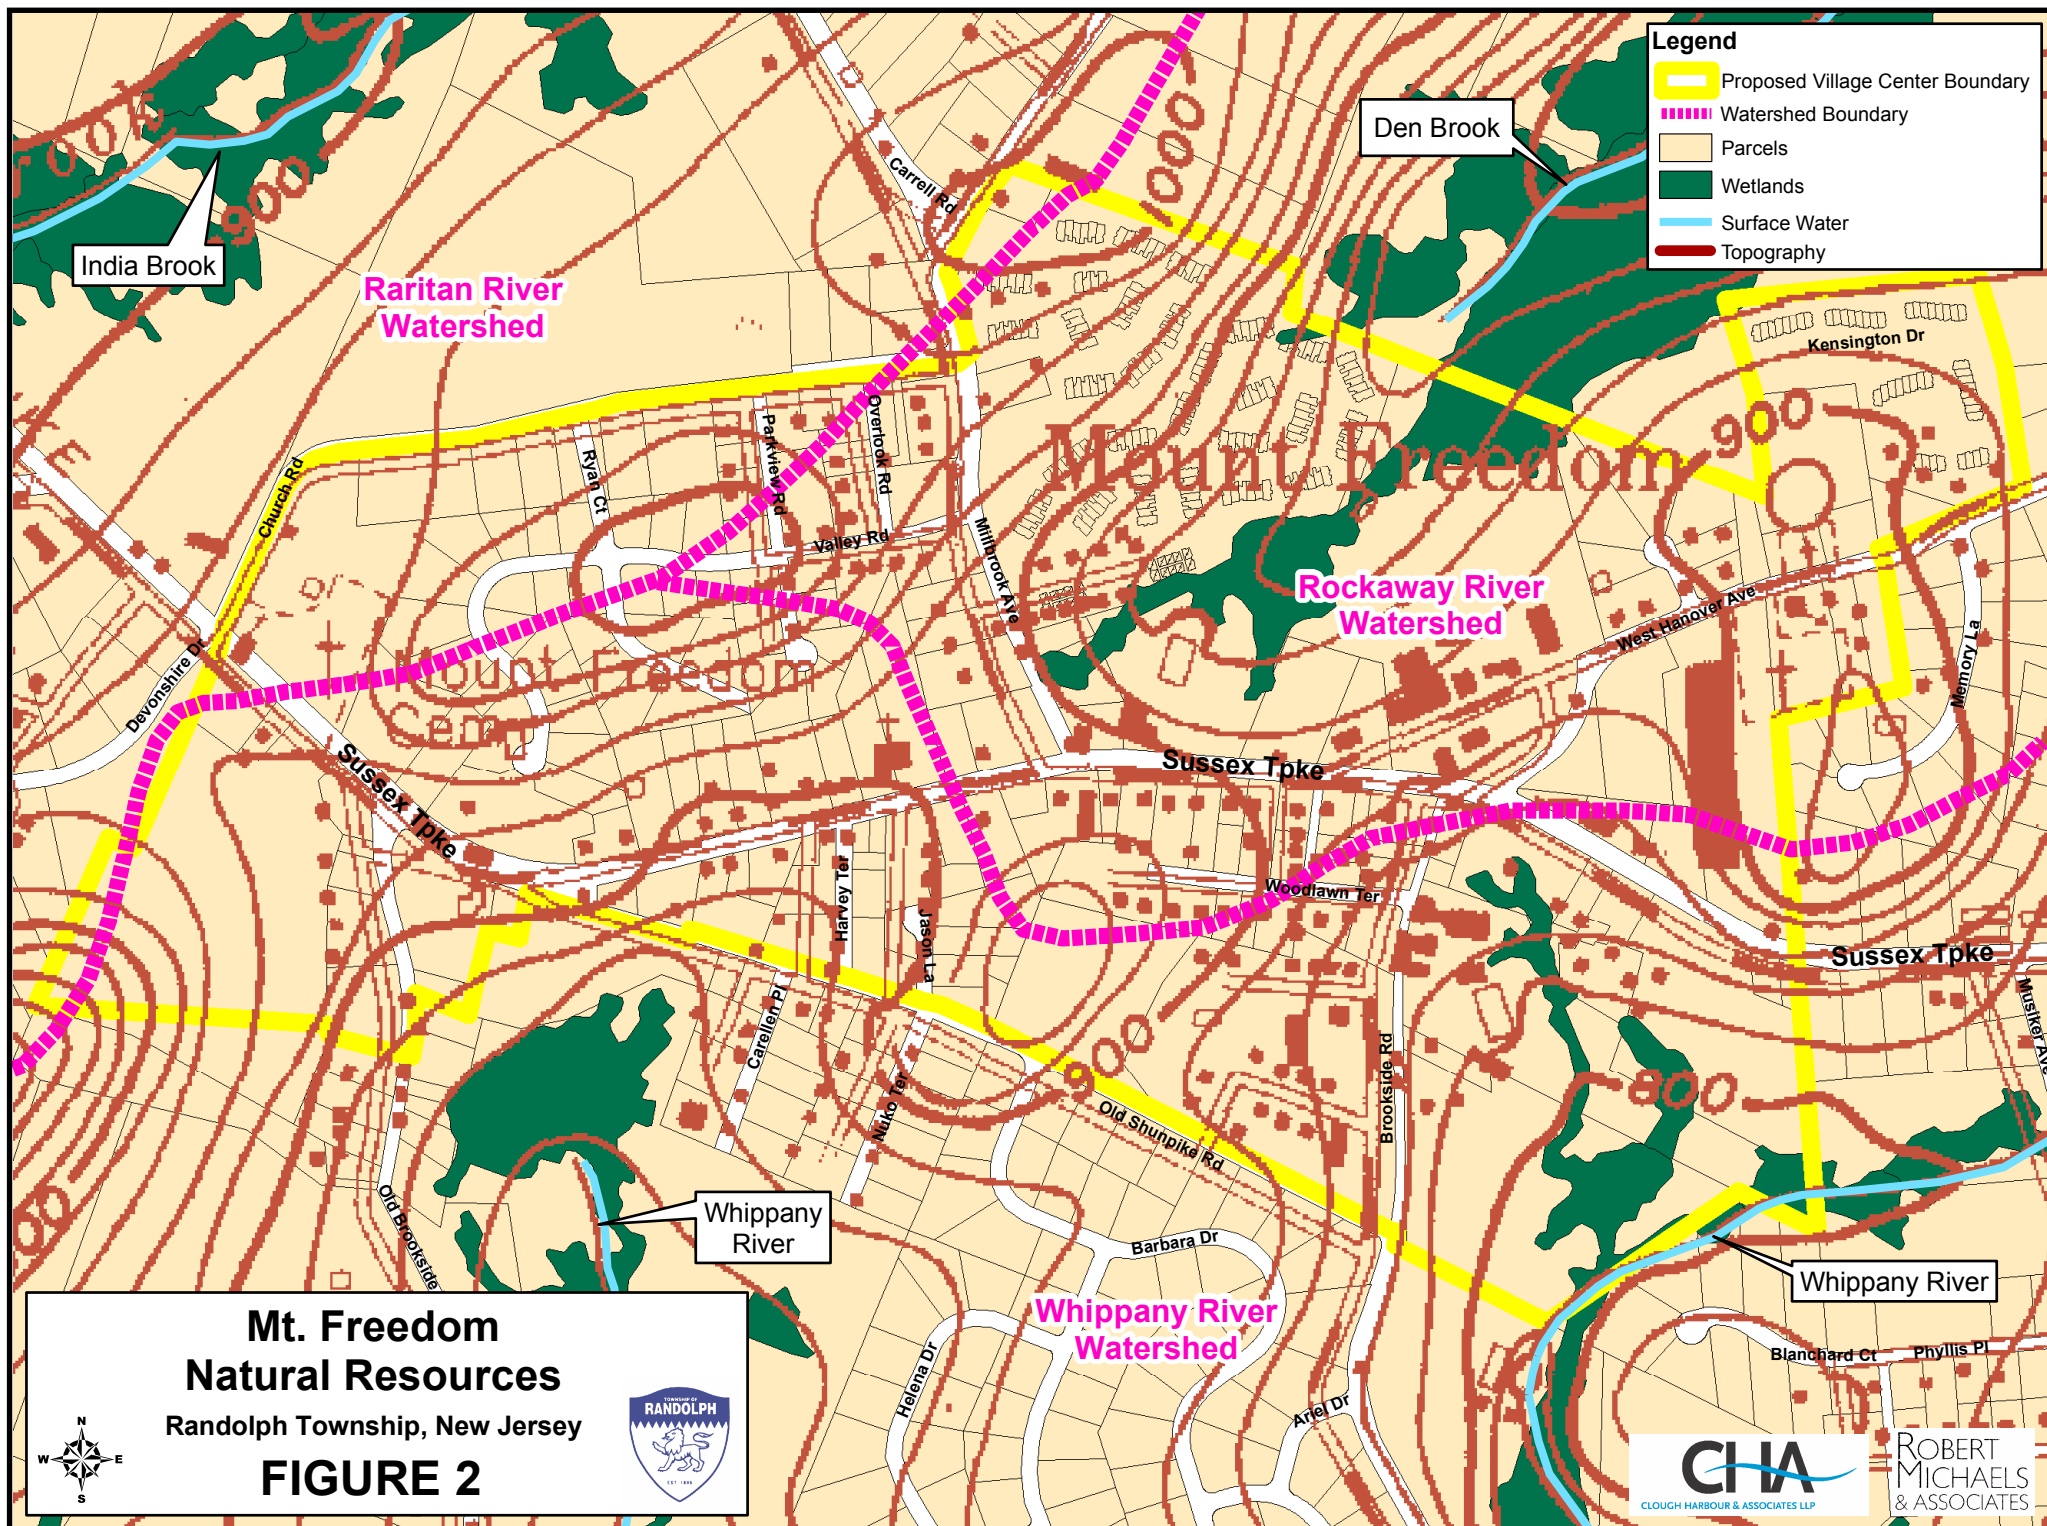 Legend
Proposed Village Center Boundary
Watershed Boundary
Parcels
Wetlands
Surface Water
Topography
Den Brook
India Brook
1000
900
1000
Carrell Rd
Raritan River
Watershed
Kensington Dr
Overlook Rd
Parkview Rd
Ryan Ct
Church Rd
Valley Rd
Millbrook Ave
Mount Freedom
900
Rockaway River
Watershed
West Hanover Ave
Memory La
Devonshire Dr
Mount Freedom
Cem
Sussex Tpke
Sussex Tpke
Sussex Tpke
Harvey Ter
Jason La
Woodlawn Ter
Carellen Pl
Nuko Ter
900
Old Shunpike Rd
Brookside Rd
800
Musiker Ave
Old Brookside
Whippany
River
Barbara Dr
Whippany River
Whippany River
Watershed
Helena Dr
Ariel Dr
Blanchard Ct
Phyllis Pl
Mt. Freedom
Natural Resources
Randolph Township, New Jersey
FIGURE 2
N
W
E
S
TOWNSHIP OF
RANDOLPH
CHA
CLOUGH HARBOUR & ASSOCIATES LLP
ROBERT
MICHAELS
& ASSOCIATES